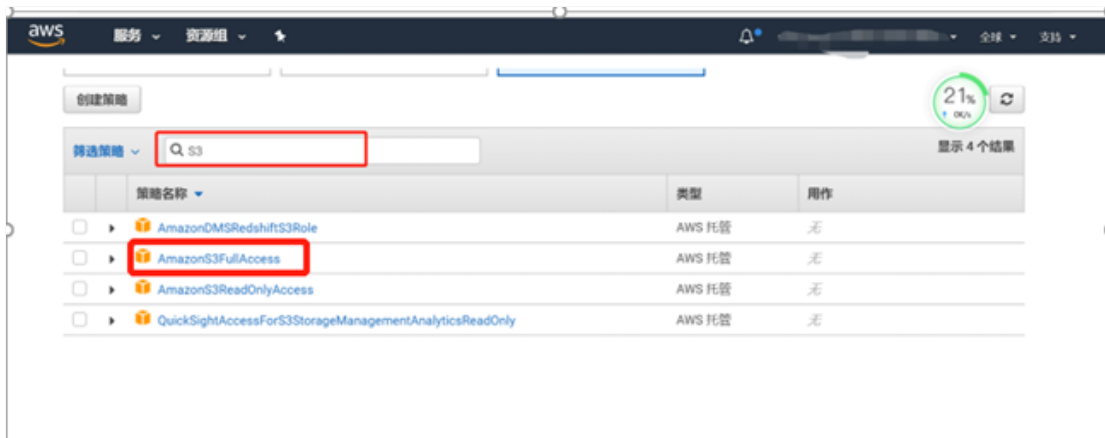 aws 服务 资源组 全球 支持
创建策略 21%
0K/s
筛选策略 S3 显示 4 个结果
策略名称 类型 用作
AmazonDMSRedshiftS3Role AWS 托管 无
AmazonS3FullAccess AWS 托管 无
AmazonS3ReadOnlyAccess AWS 托管 无
QuickSightAccessForS3StorageManagementAnalyticsReadOnly AWS 托管 无